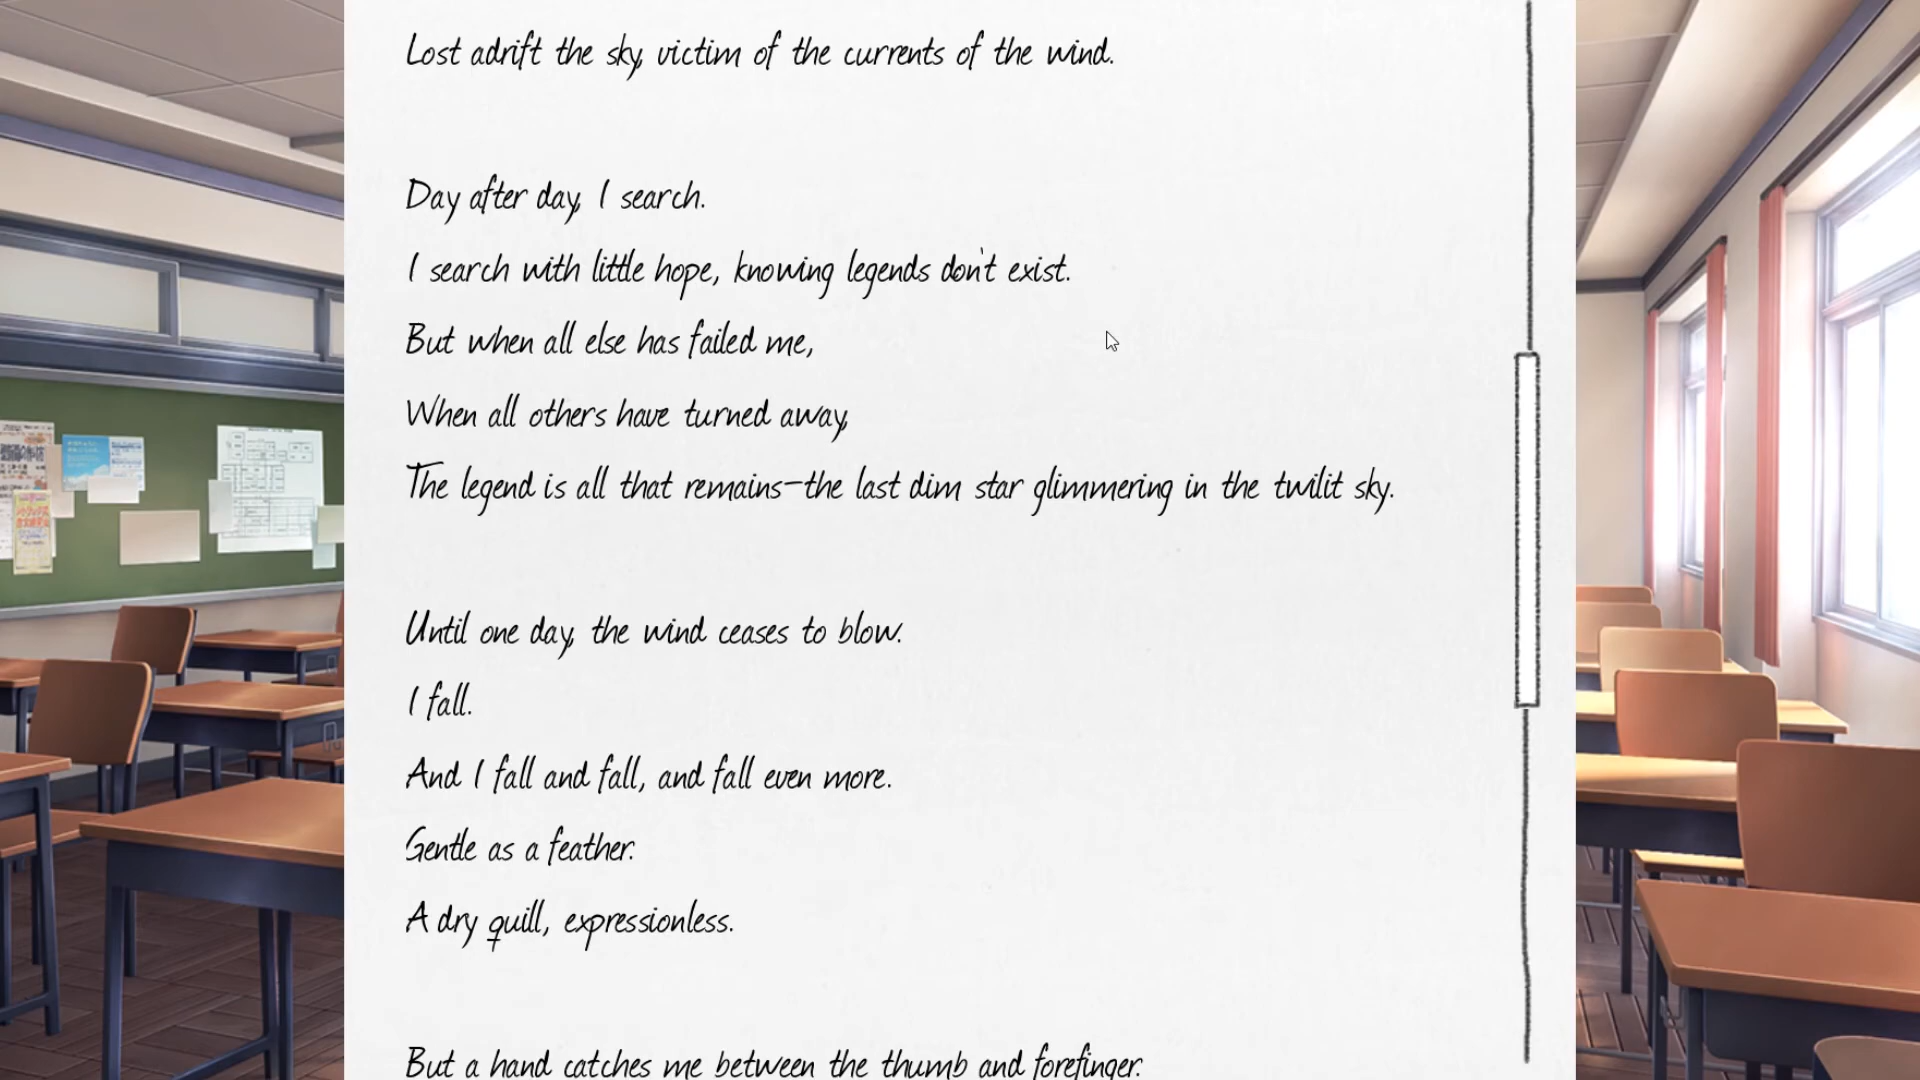 Lost adrift the sky, victim of the currents of the wind.
Day after day, I search.
I search with little hope, knowing legends don't exist.
But when all else has failed me,
When all others have turned away,
The legend is all that remains—the last dim star glimmering in the twilit sky.
Until one day, the wind ceases to blow.
I fall.
And I fall and fall, and fall even more.
Gentle as a feather.
A dry quill, expressionless.
But a hand catches me between the thumb and forefinger.